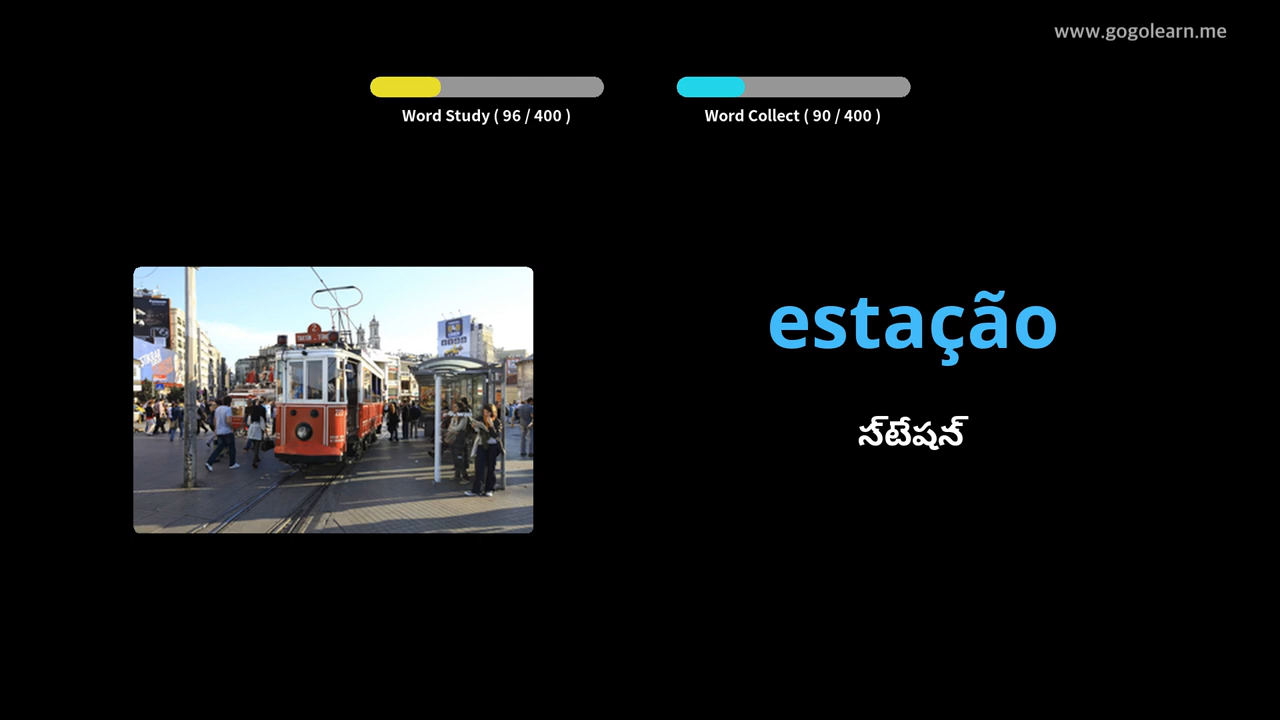 www.gogolearn.me
Word Study ( 96 / 400 )
Word Collect ( 90 / 400 )
estação
స్‌టేషన్